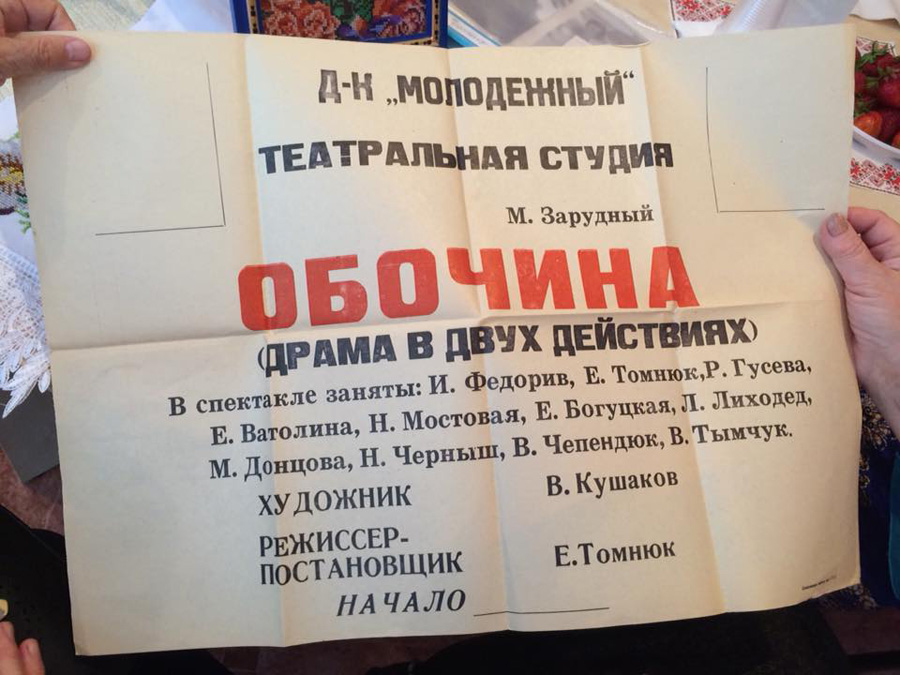 Д-К „МОЛОДЕЖНЫЙ“
ТЕАТРАЛЬНАЯ СТУДИЯ
М. Зарудный
ОБОЧИНА
(ДРАМА В ДВУХ ДЕЙСТВИЯХ)
В спектакле заняты: И. Федорив, Е. Томнюк,Р. Гусева,
Е. Ватолина, Н. Мостовая, Е. Богуцкая, Л. Лиходед,
М. Донцова, Н. Черныш, В. Чепендюк, В. Тымчук.
ХУДОЖНИК В. Кушаков
РЕЖИССЕР-
ПОСТАНОВЩИК Е.Томнюк
НАЧАЛО